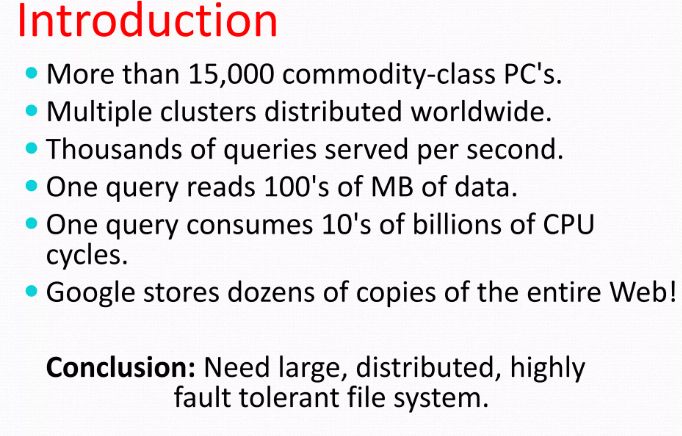 Introduction
• More than 15,000 commodity-class PC's.
• Multiple clusters distributed worldwide.
• Thousands of queries served per second.
• One query reads 100's of MB of data.
• One query consumes 10's of billions of CPU
cycles.
• Google stores dozens of copies of the entire Web!
Conclusion: Need large, distributed, highly
fault tolerant file system.